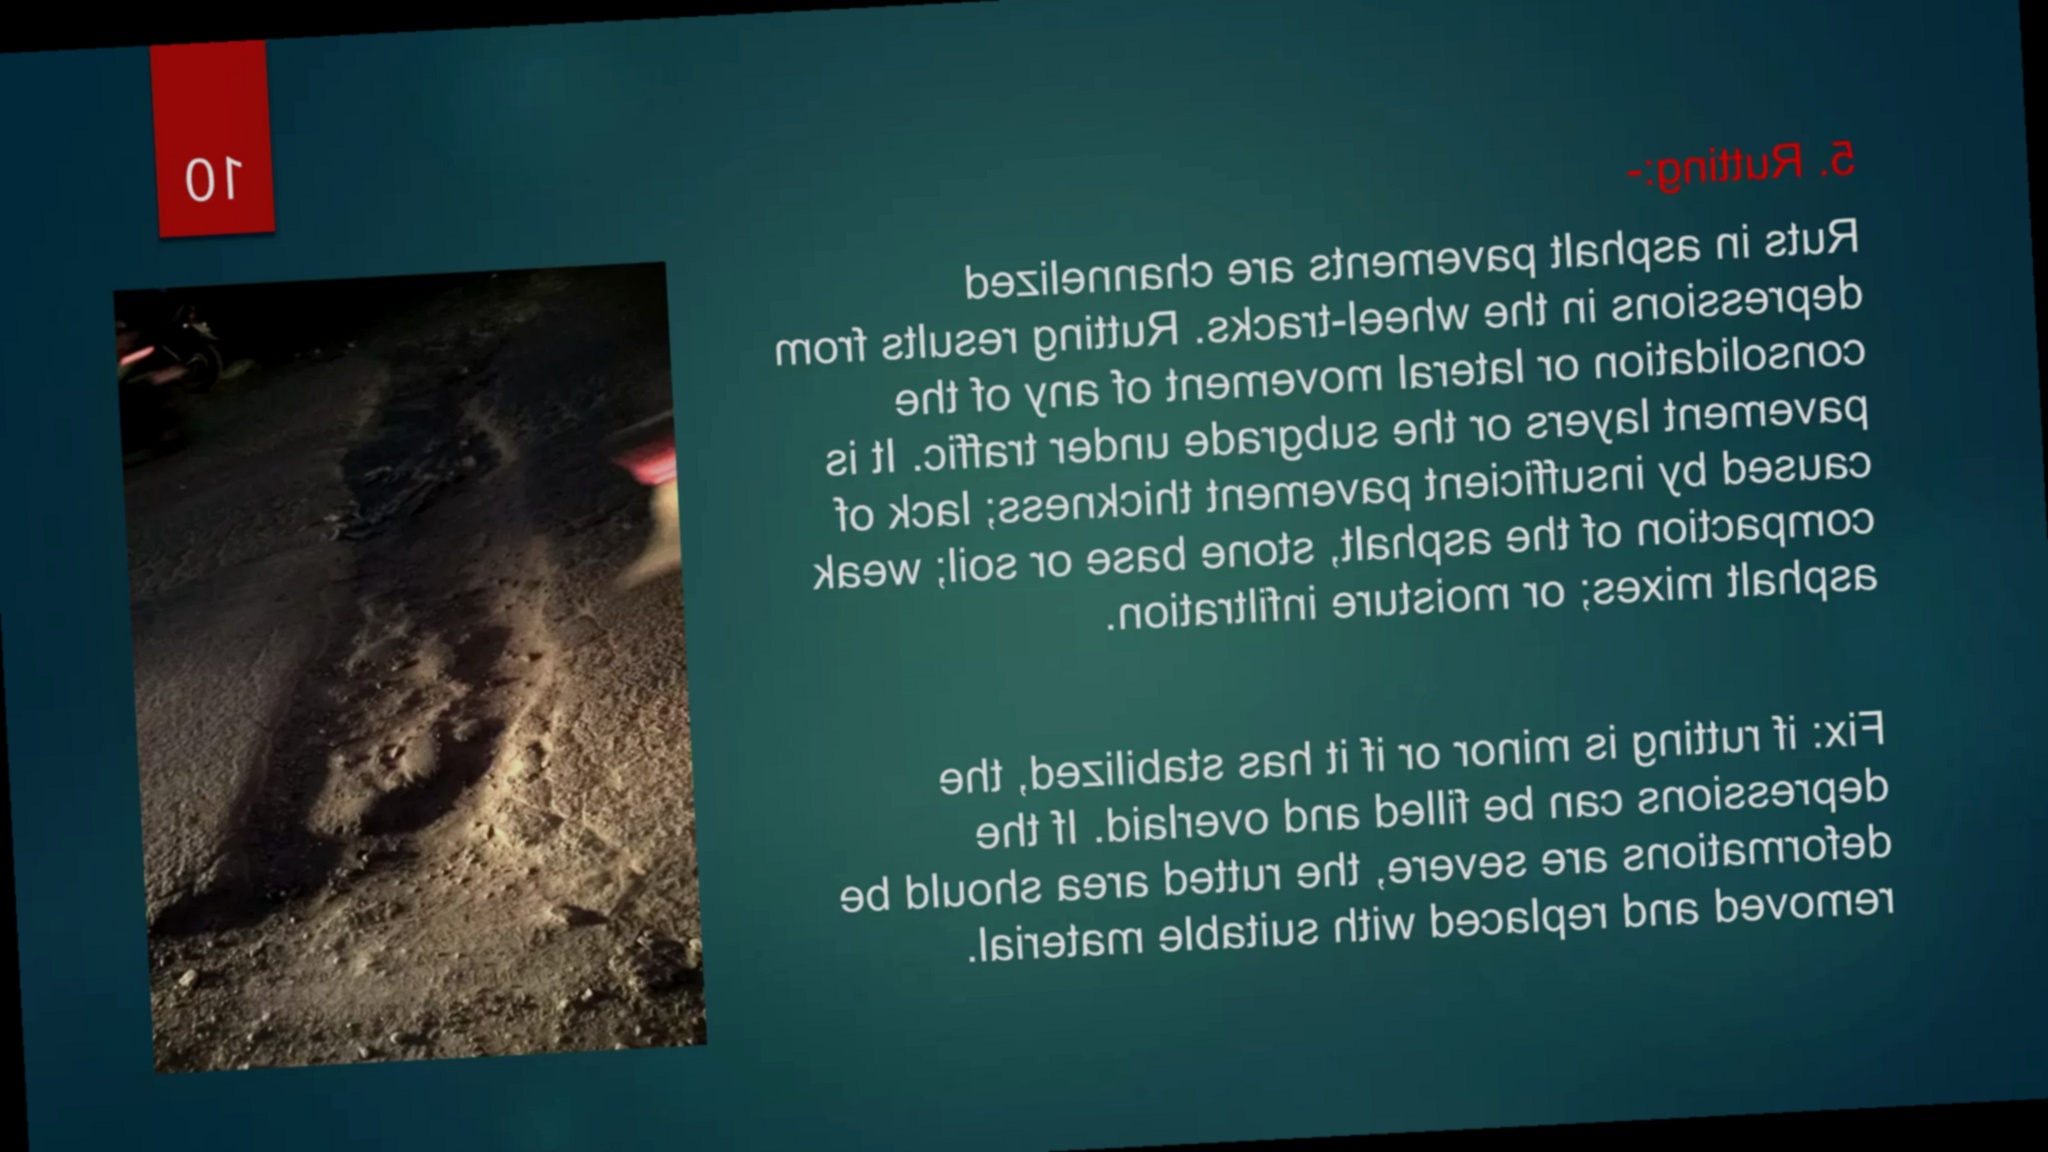 10
5. Rutting:-
Ruts in asphalt pavements are channelized
depressions in the wheel-tracks. Rutting results from
consolidation or lateral movement of any of the
pavement layers or the subgrade under traffic. It is
caused by insufficient pavement thickness; lack of
compaction of the asphalt, stone base or soil; weak
asphalt mixes; or moisture infiltration.
Fix: if rutting is minor or if it has stabilized, the
depressions can be filled and overlaid. If the
deformations are severe, the rutted area should be
removed and replaced with suitable material.